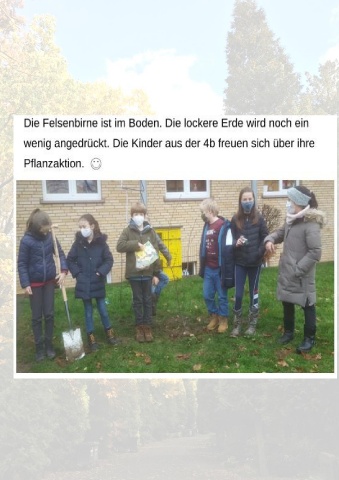 Die Felsenbirne ist im Boden. Die lockere Erde wird noch ein
wenig angedrückt. Die Kinder aus der 4b freuen sich über ihre
Pflanzaktion. ☺